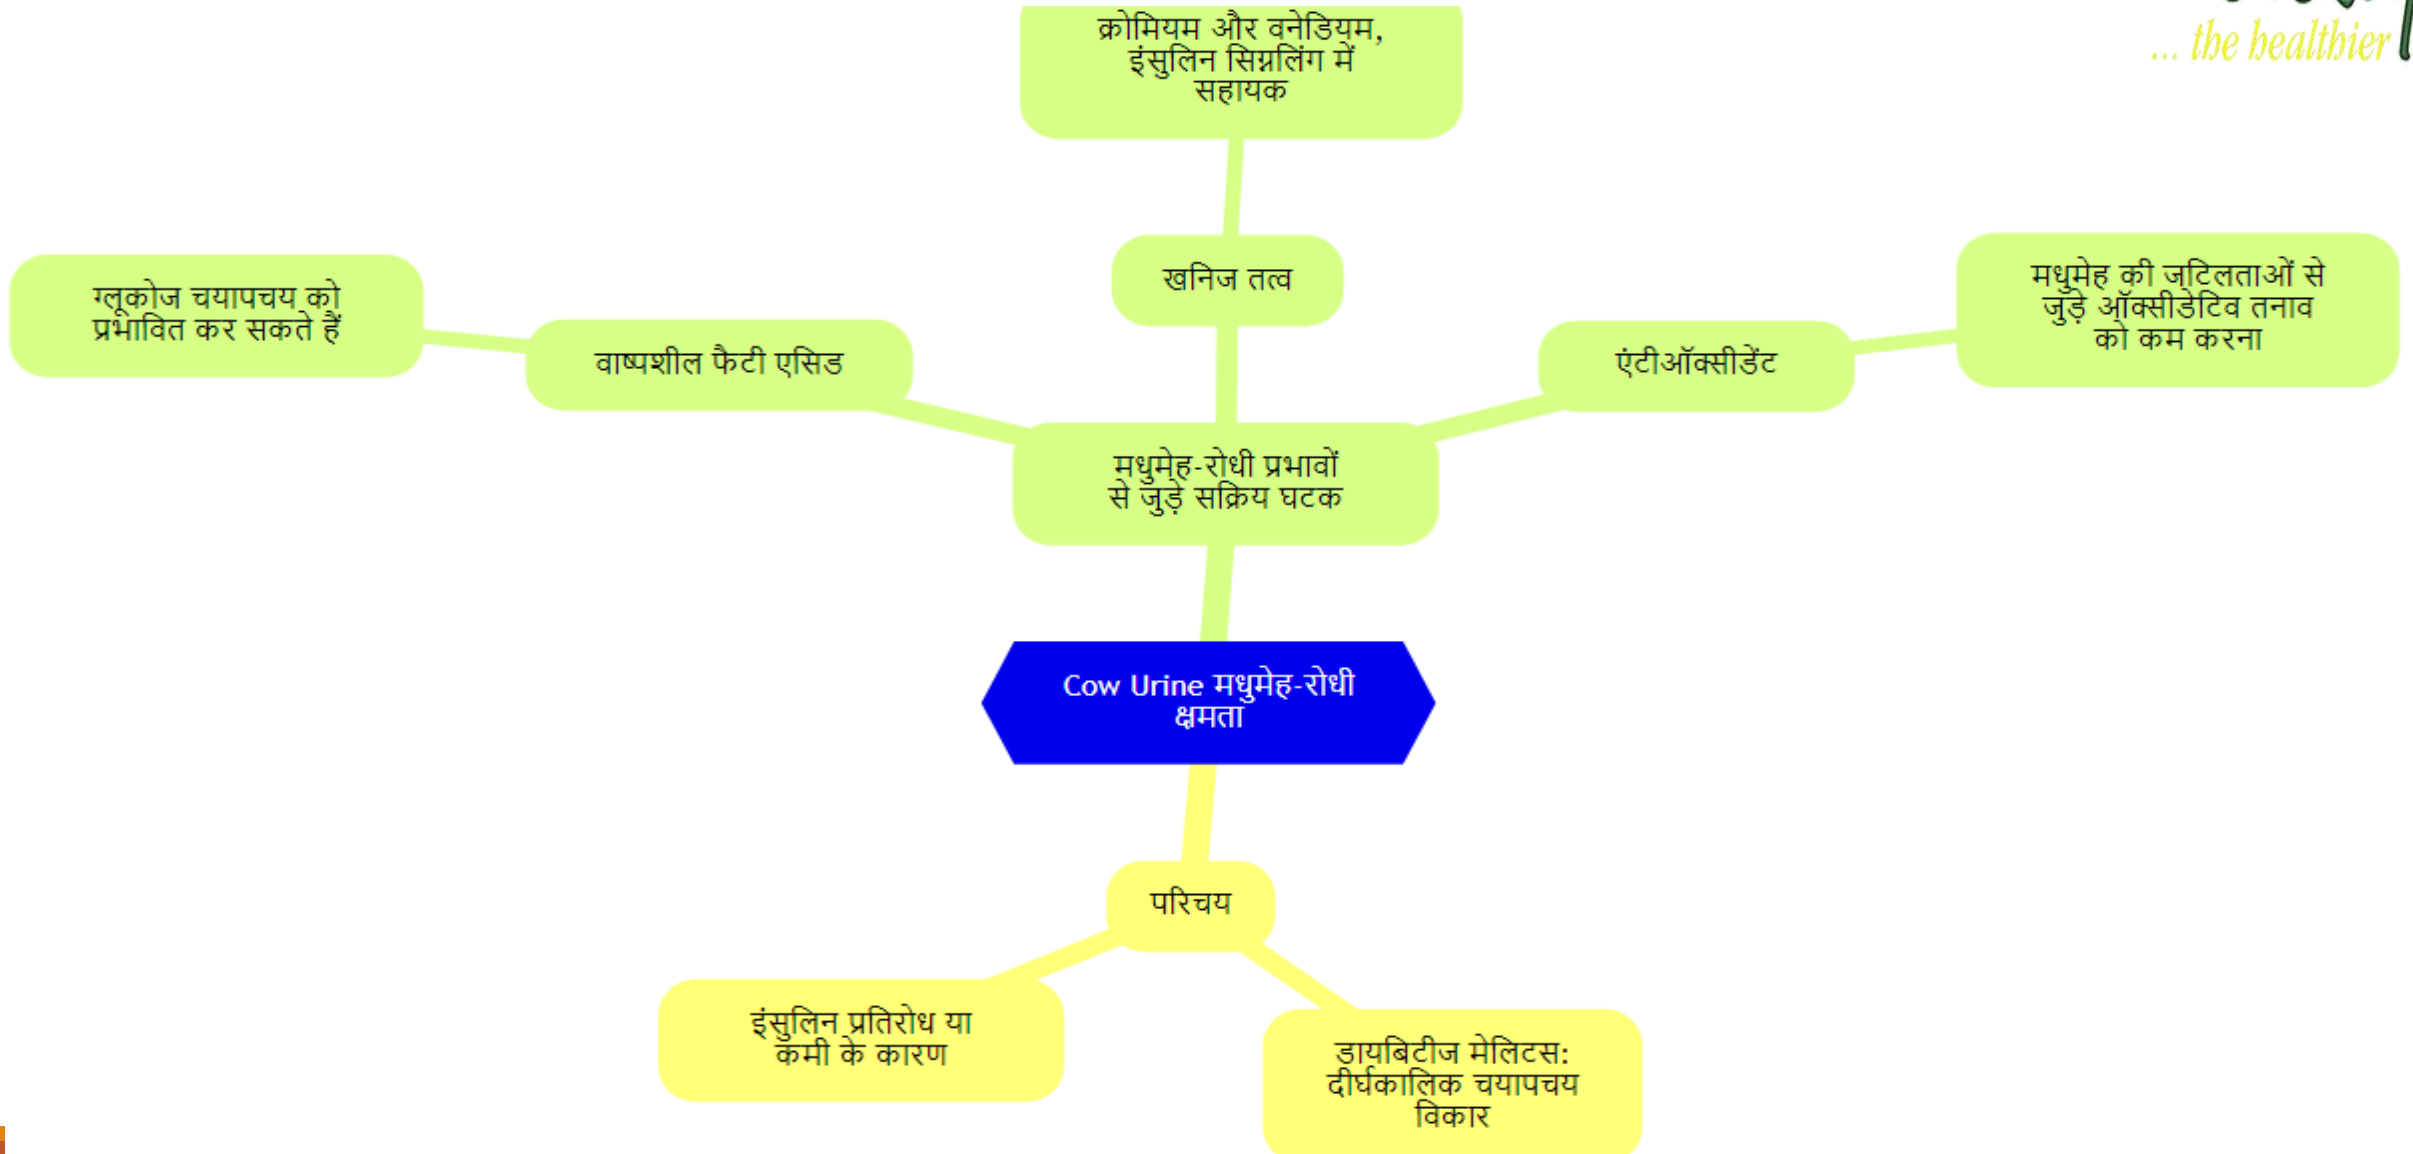 क्रोमियम और वनेडियम,
इंसुलिन सिग्नलिंग में
सहायक
... the healthier
खनिज तत्व
ग्लूकोज चयापचय को
प्रभावित कर सकते हैं
वाष्पशील फैटी एसिड
एंटीऑक्सीडेंट
मधुमेह की जटिलताओं से
जुड़े ऑक्सीडेटिव तनाव
को कम करना
मधुमेह-रोधी प्रभावों
से जुड़े सक्रिय घटक
Cow Urine मधुमेह-रोधी
क्षमता
परिचय
इंसुलिन प्रतिरोध या
कमी के कारण
डायबिटीज मेलिटस:
दीर्घकालिक चयापचय
विकार